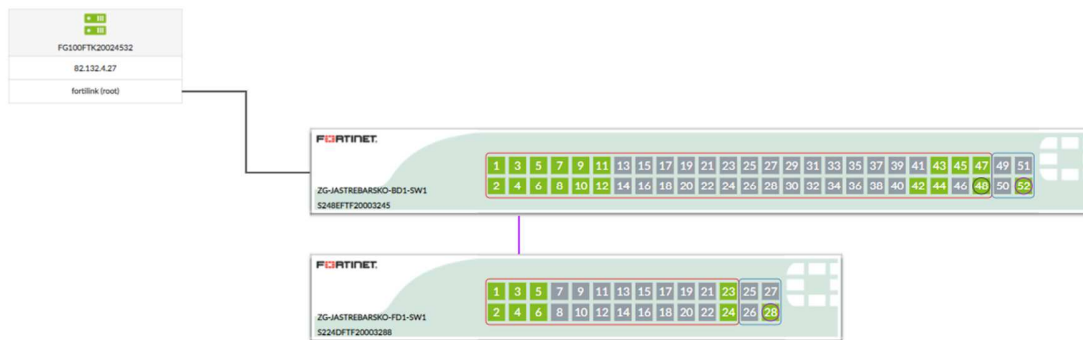 FG100FTK20024532
82.132.4.27
fortilink (root)
FORTINET.
1 3 5 7 9 11 13 15 17 19 21 23 25 27 29 31 33 35 37 39 41 43 45 47 49 51
2 4 6 8 10 12 14 16 18 20 22 24 26 28 30 32 34 36 38 40 42 44 46 48 50 52
ZG-JASTREBARSKO-BD1-SW1
S248EFTF20003245
FORTINET.
1 3 5 7 9 11 13 15 17 19 21 23 25 27
2 4 6 8 10 12 14 16 18 20 22 24 26 28
ZG-JASTREBARSKO-FD1-SW1
S224DFTF20003288